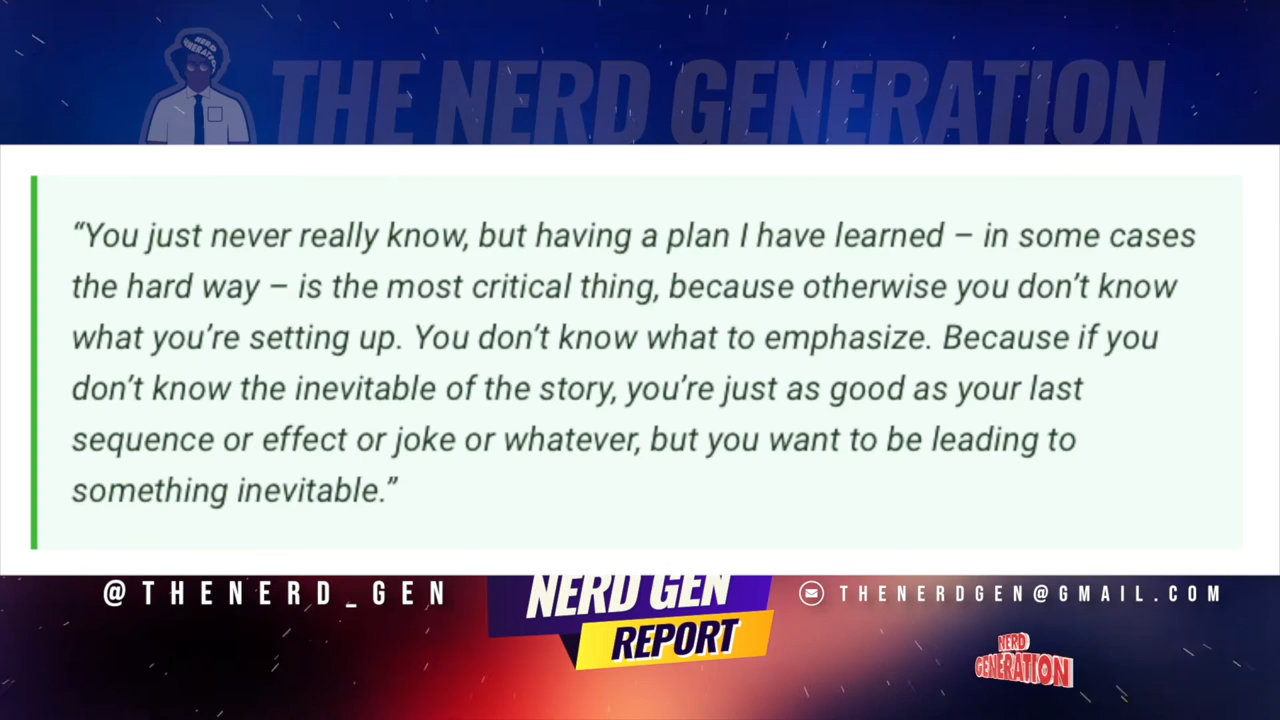 THE NERD GENERATION
“You just never really know, but having a plan I have learned – in some cases
the hard way – is the most critical thing, because otherwise you don’t know
what you’re setting up. You don’t know what to emphasize. Because if you
don’t know the inevitable of the story, you’re just as good as your last
sequence or effect or joke or whatever, but you want to be leading to
something inevitable.”
@THENERD_GEN
NERD GEN
REPORT
THENERDGEN@GMAIL.COM
NERD
GENERATION